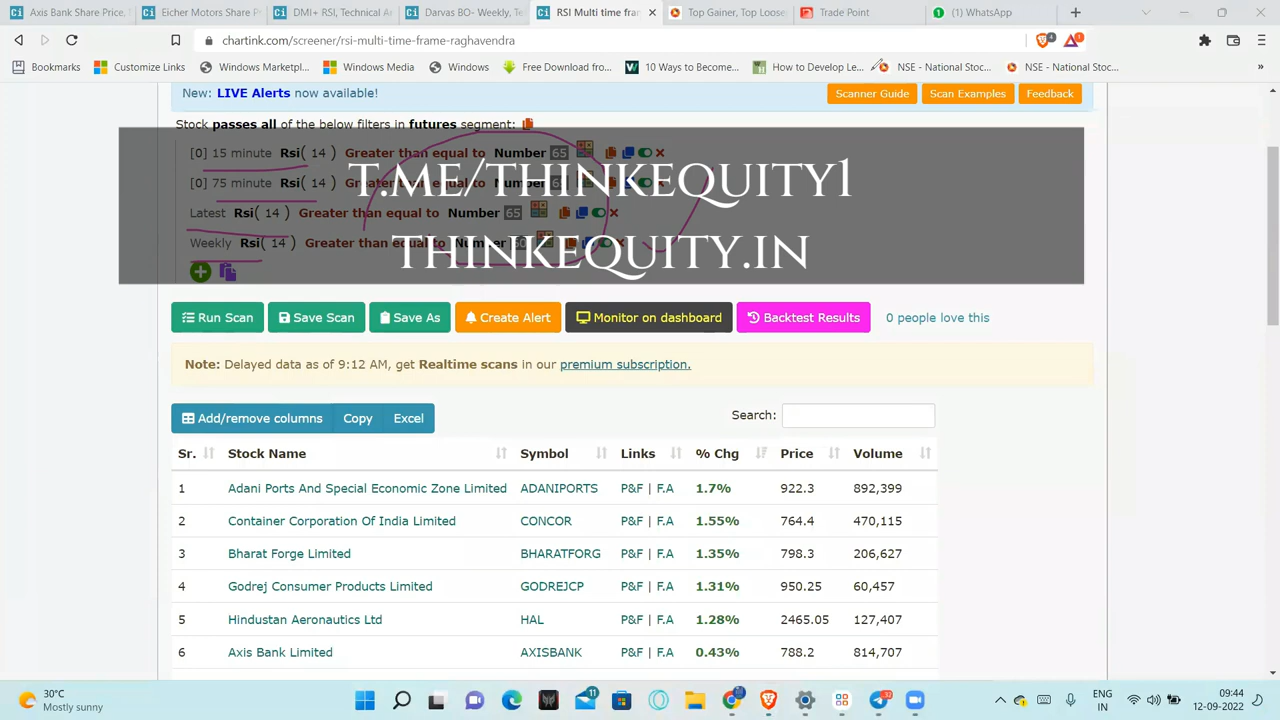 Axis Bank Share Price,
Eicher Motors Share P
DMI+ RSI, Technical A
Darvas BO- Weekly, Te
RSI Multi time fram
Top Gainer, Top Loose
Trade Point
(1) WhatsApp
chartink.com/screener/rsi-multi-time-frame-raghavendra
Bookmarks
Customize Links
Windows Marketpl...
Windows Media
Windows
Free Download fro...
10 Ways to Become...
How to Develop Le...
NSE - National Stoc...
NSE - National Stoc...
New: LIVE Alerts now available!
Scanner Guide
Scan Examples
Feedback
Stock passes all of the below filters in futures segment:
[0] 15 minute Rsi( 14 ) Greater than equal to Number 65
[0] 75 minute Rsi( 14 ) Greater than equal to Number
Latest Rsi( 14 ) Greater than equal to Number 65
Weekly Rsi( 14 ) Greater than equal to Number 60
T.ME/THINKEQUITY1
THINKEQUITY.IN
Run Scan
Save Scan
Save As
Create Alert
Monitor on dashboard
Backtest Results
0 people love this
Note: Delayed data as of 9:12 AM, get Realtime scans in our premium subscription.
Add/remove columns Copy Excel
Search:
Sr. Stock Name Symbol Links % Chg Price Volume
1 Adani Ports And Special Economic Zone Limited ADANIPORTS P&F | F.A 1.7% 922.3 892,399
2 Container Corporation Of India Limited CONCOR P&F | F.A 1.55% 764.4 470,115
3 Bharat Forge Limited BHARATFORG P&F | F.A 1.35% 798.3 206,627
4 Godrej Consumer Products Limited GODREJCP P&F | F.A 1.31% 950.25 60,457
5 Hindustan Aeronautics Ltd HAL P&F | F.A 1.28% 2465.05 127,407
6 Axis Bank Limited AXISBANK P&F | F.A 0.43% 788.2 814,707
30°C
Mostly sunny
11
32
ENG
IN
09:44
12-09-2022